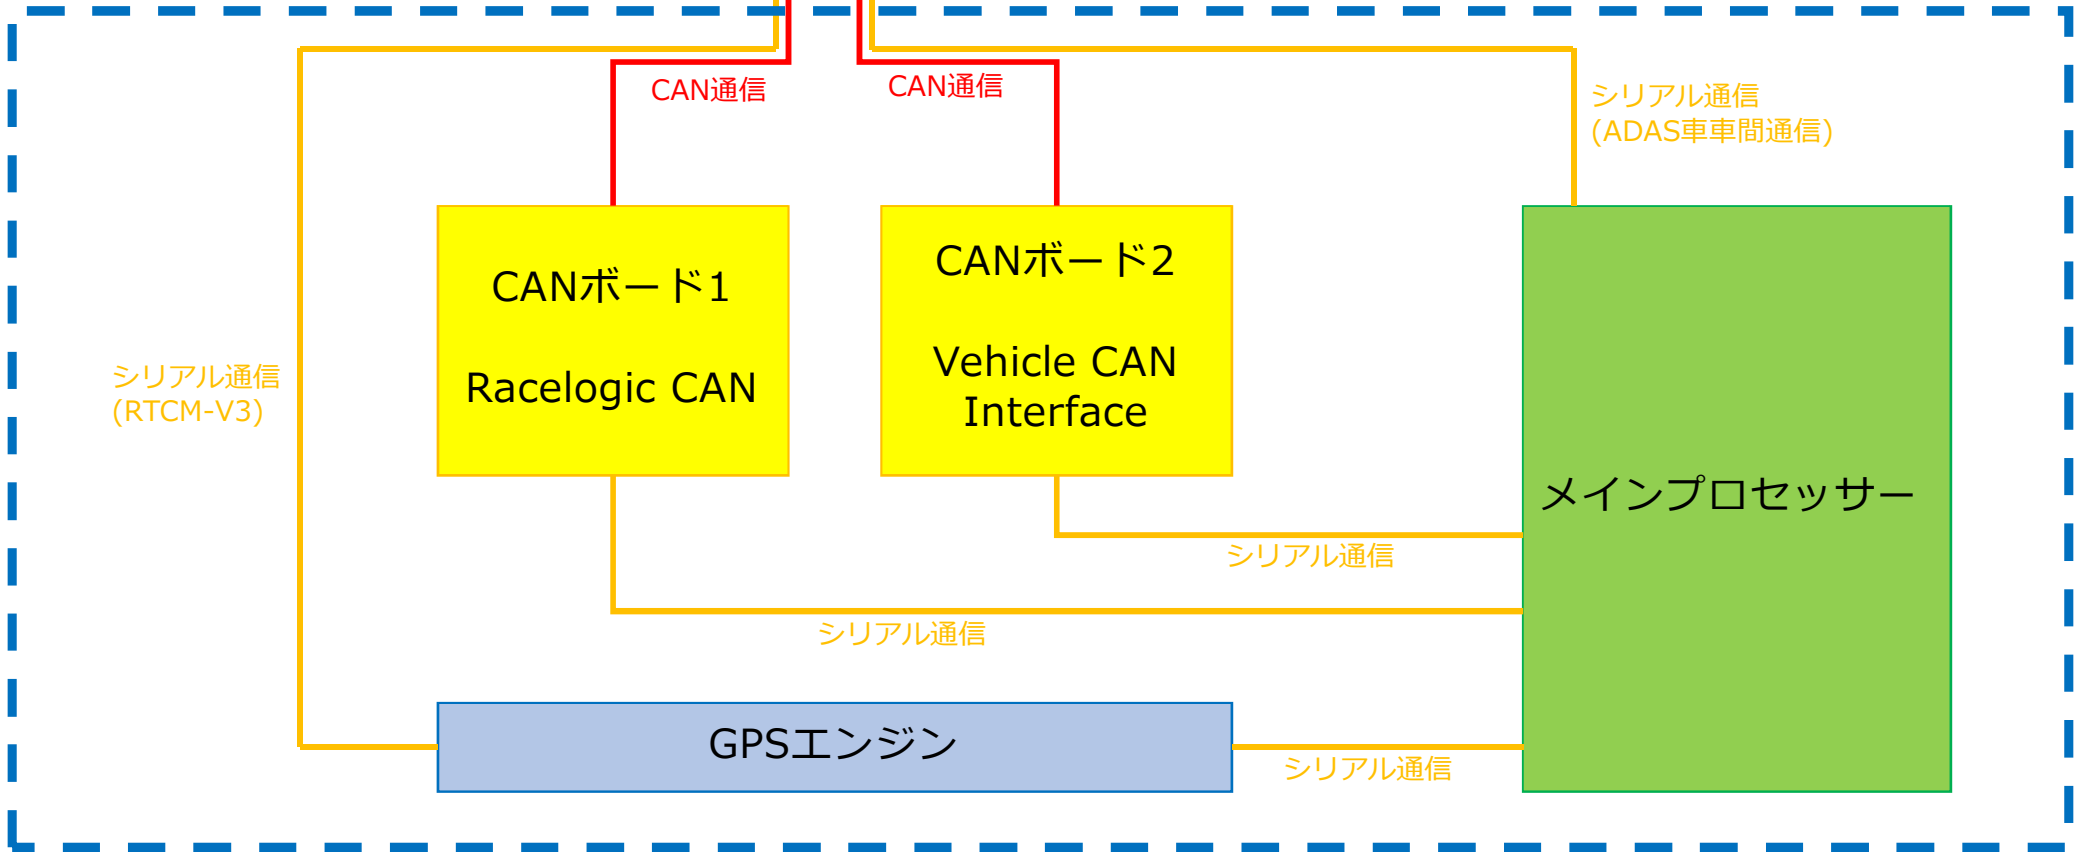 CAN通信
CAN通信
シリアル通信
(ADAS車車間通信)
CANボード1
Racelogic CAN
CANボード2
Vehicle CAN
Interface
シリアル通信
(RTCM-V3)
メインプロセッサー
シリアル通信
シリアル通信
GPSエンジン
シリアル通信